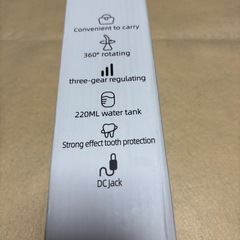 Convenient to carry
360° rotating
three-gear regulating
220ML water tank
Strong effect tooth protection
DC Jack